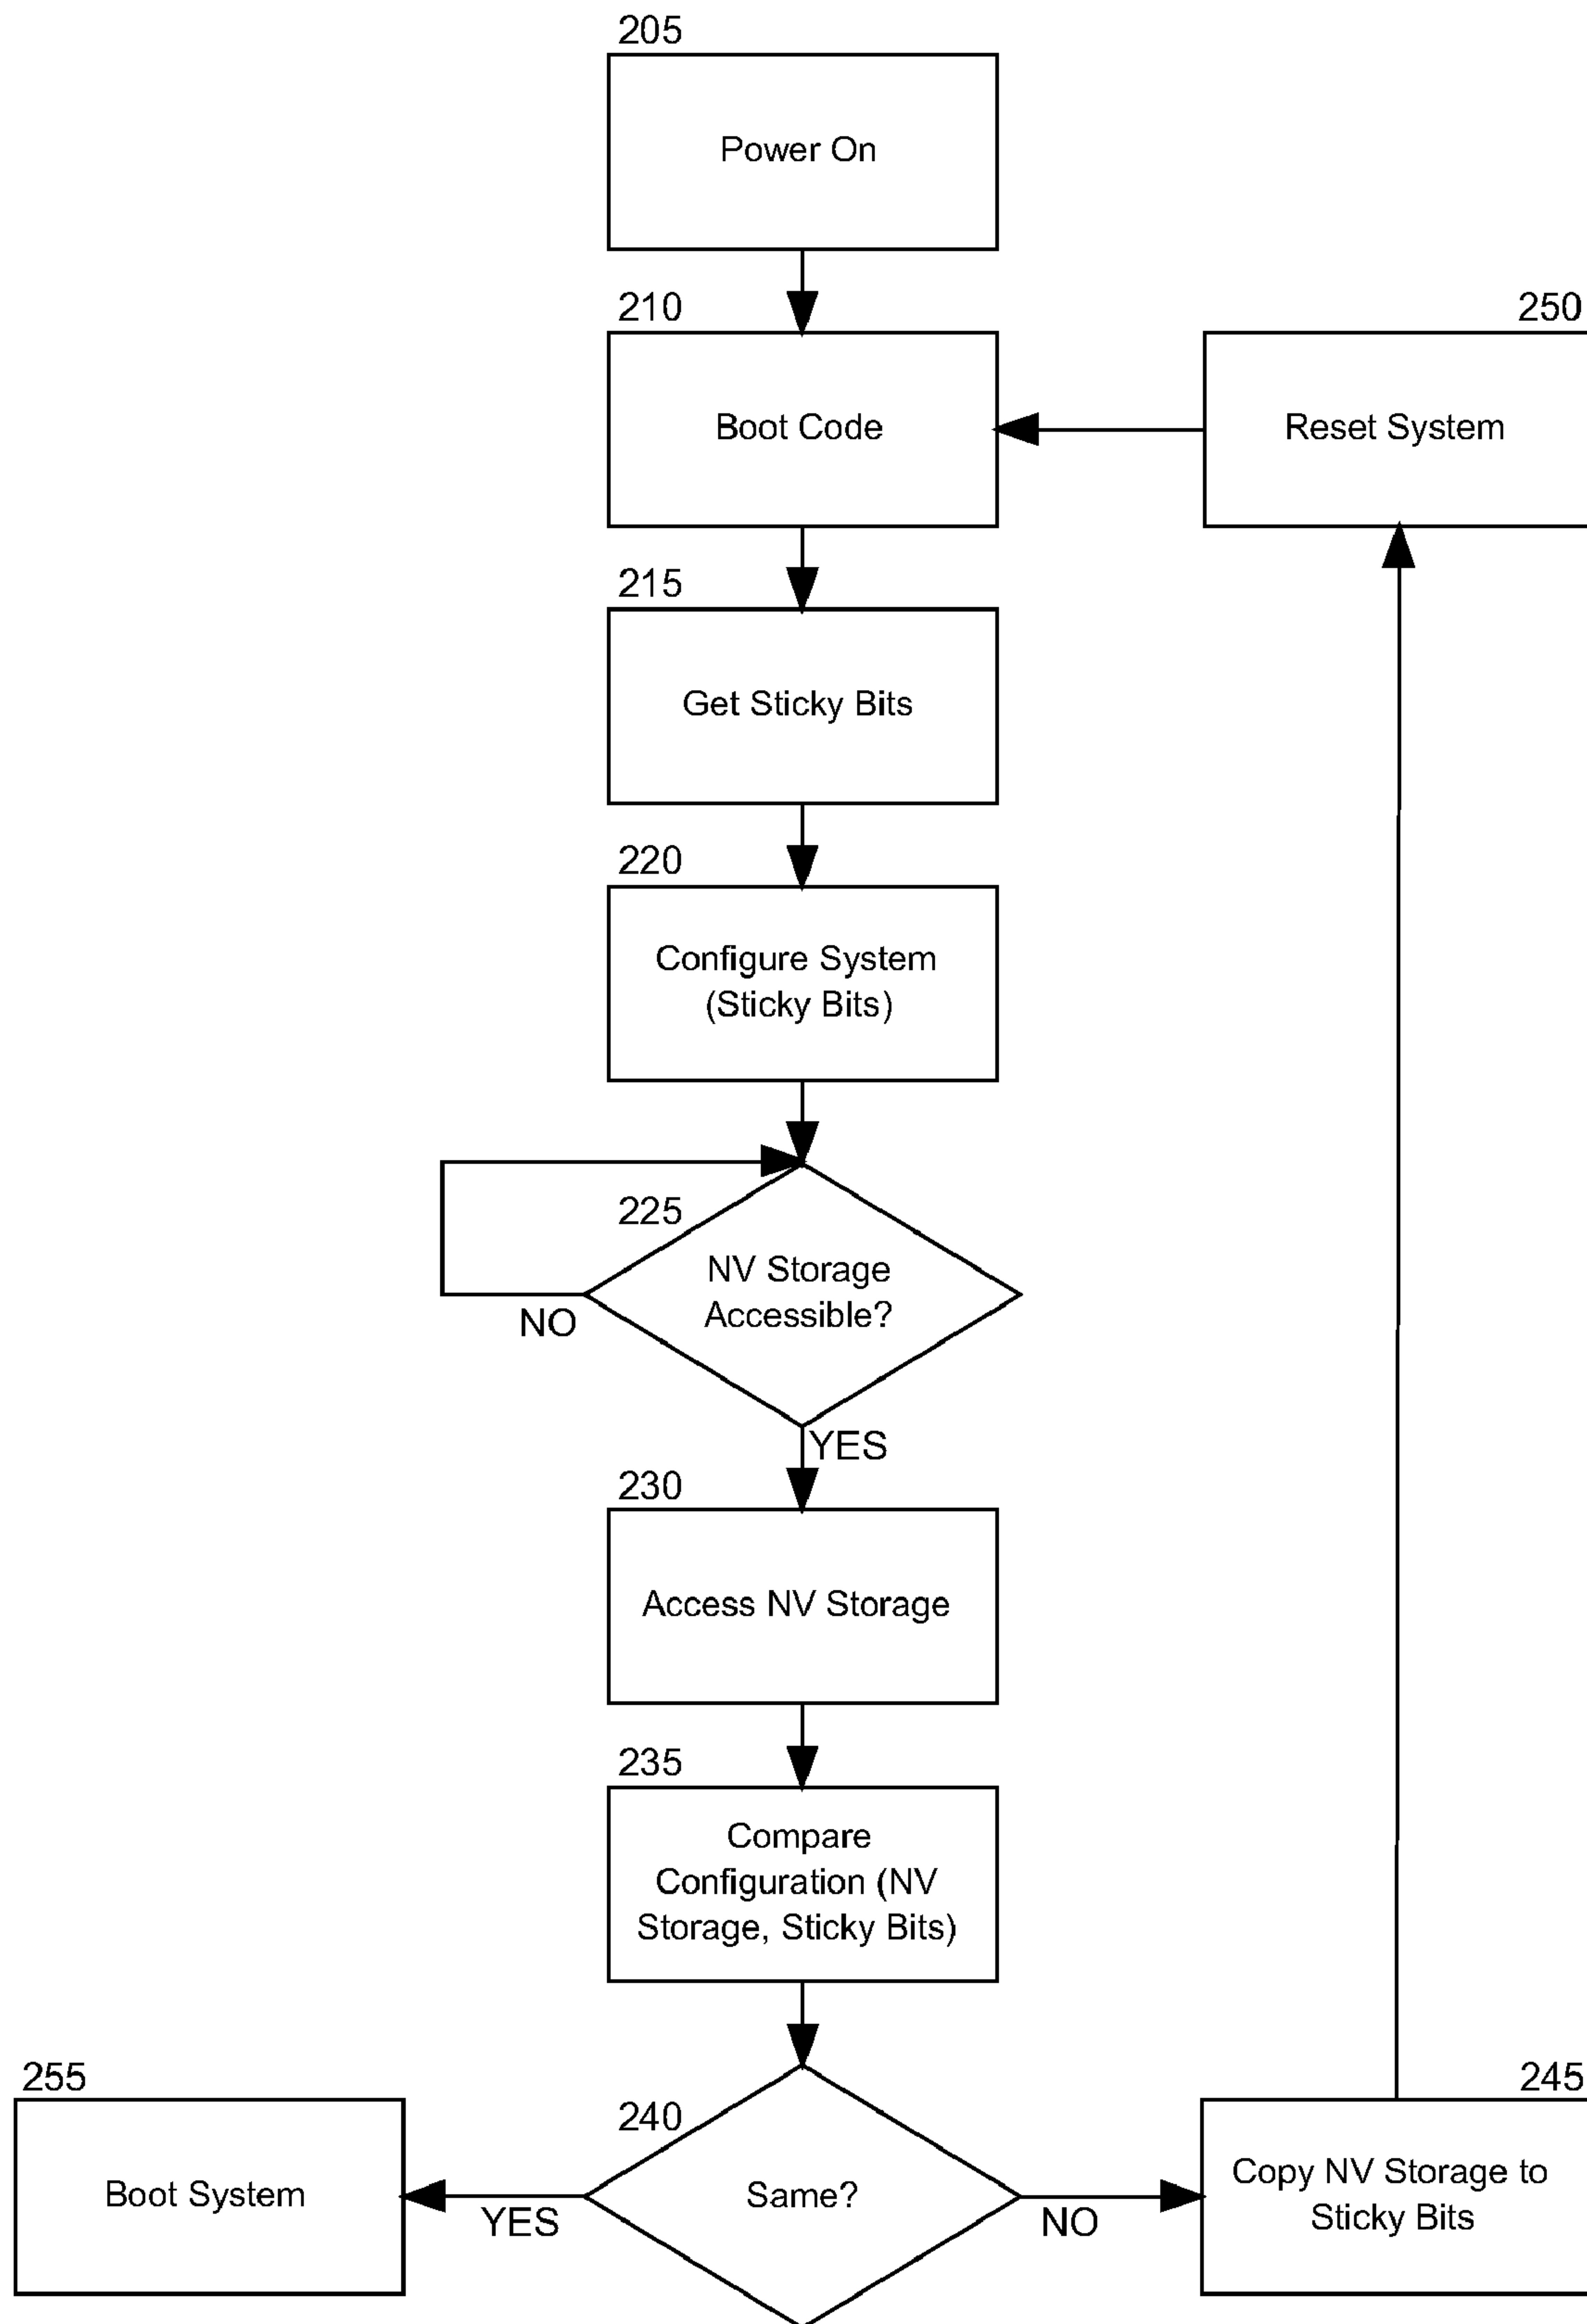 205
Power On
210
Boot Code
250
Reset System
215
Get Sticky Bits
220
Configure System
(Sticky Bits)
225
NV Storage
Accessible?
NO
YES
230
Access NV Storage
235
Compare
Configuration (NV
Storage, Sticky Bits)
240
Same?
YES
NO
255
Boot System
245
Copy NV Storage to
Sticky Bits